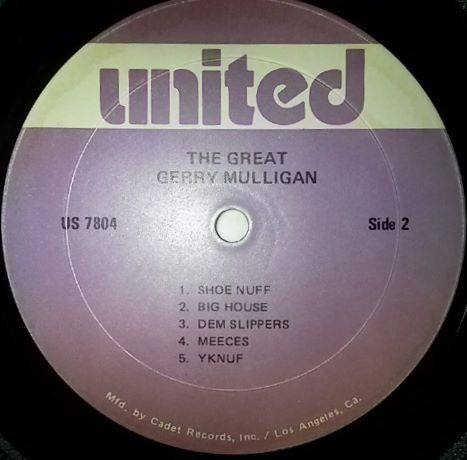 united
THE GREAT
GERRY MULLIGAN
US 7804
Side 2
1. SHOE NUFF
2. BIG HOUSE
3. DEM SLIPPERS
4. MEECES
5. YKNUF
Mfd. by Cadet Records, Inc. / Los Angeles, Ca.